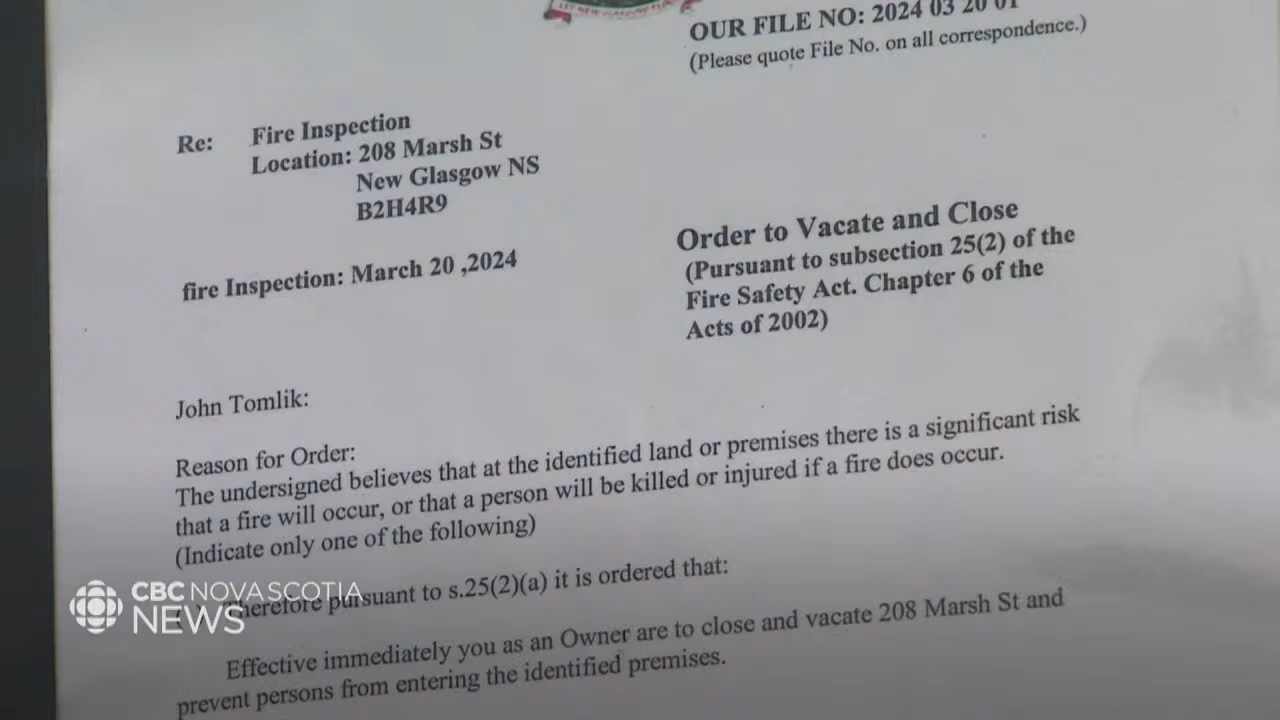 LET NEW GLASGOW FLOURISH
OUR FILE NO: 2024 03 20 01
(Please quote File No. on all correspondence.)
Re: Fire Inspection
Location: 208 Marsh St
New Glasgow NS
B2H4R9
fire Inspection: March 20 ,2024
Order to Vacate and Close
(Pursuant to subsection 25(2) of the
Fire Safety Act. Chapter 6 of the
Acts of 2002)
John Tomlik:
Reason for Order:
The undersigned believes that at the identified land or premises there is a significant risk
that a fire will occur, or that a person will be killed or injured if a fire does occur.
(Indicate only one of the following)
Therefore pursuant to s.25(2)(a) it is ordered that:
Effective immediately you as an Owner are to close and vacate 208 Marsh St and
prevent persons from entering the identified premises.
CBC NOVA SCOTIA
NEWS